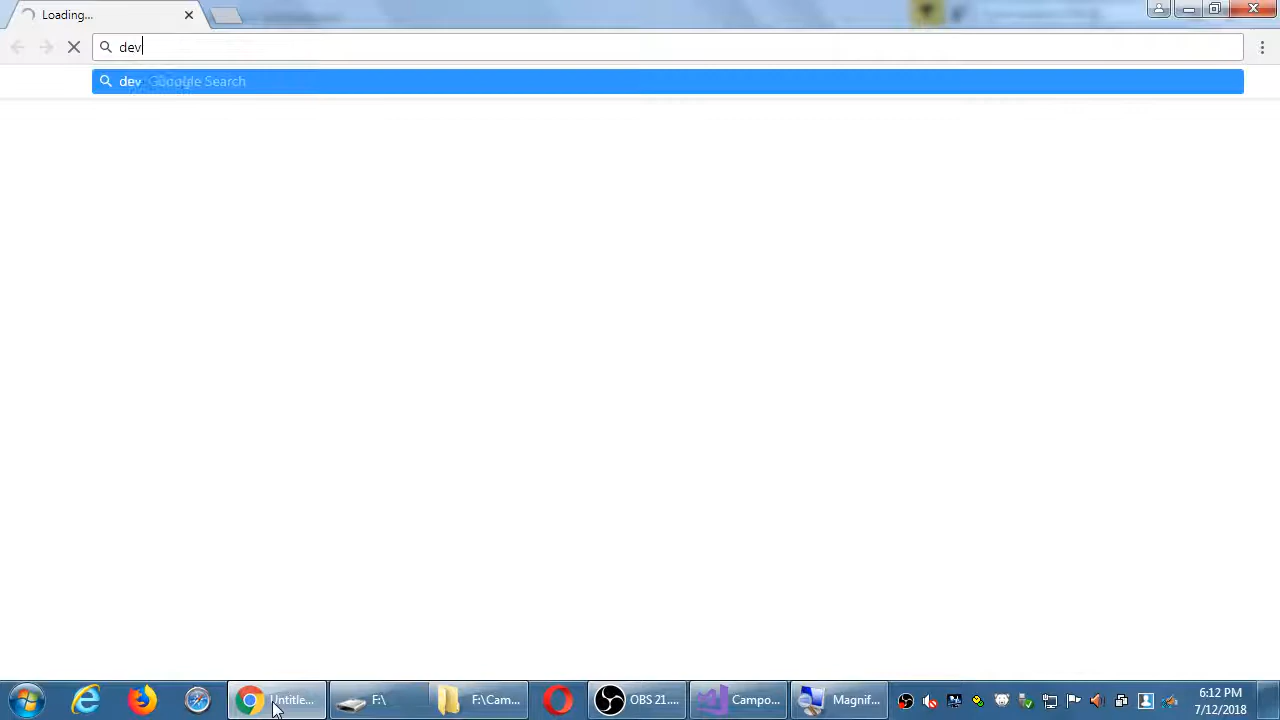 Loading...
dev
dev Google Search
Untitle...
F:\
F:\Cam...
OBS 21....
Campo...
Magnif...
6:12 PM
7/12/2018